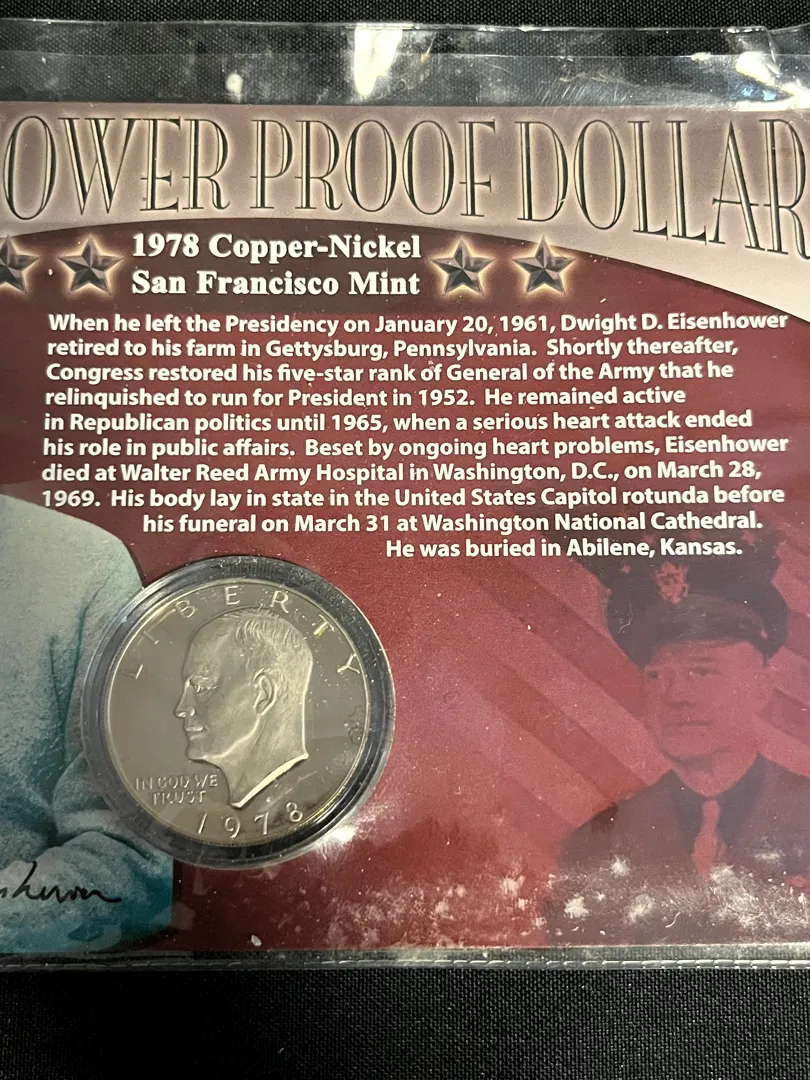 OWER PROOF DOLLAR
1978 Copper-Nickel
San Francisco Mint
When he left the Presidency on January 20, 1961, Dwight D. Eisenhower
retired to his farm in Gettysburg, Pennsylvania. Shortly thereafter,
Congress restored his five-star rank of General of the Army that he
relinquished to run for President in 1952. He remained active
in Republican politics until 1965, when a serious heart attack ended
his role in public affairs. Beset by ongoing heart problems, Eisenhower
died at Walter Reed Army Hospital in Washington, D.C., on March 28,
1969. His body lay in state in the United States Capitol rotunda before
his funeral on March 31 at Washington National Cathedral.
He was buried in Abilene, Kansas.
LIBERTY
IN GOD WE
TRUST
1978